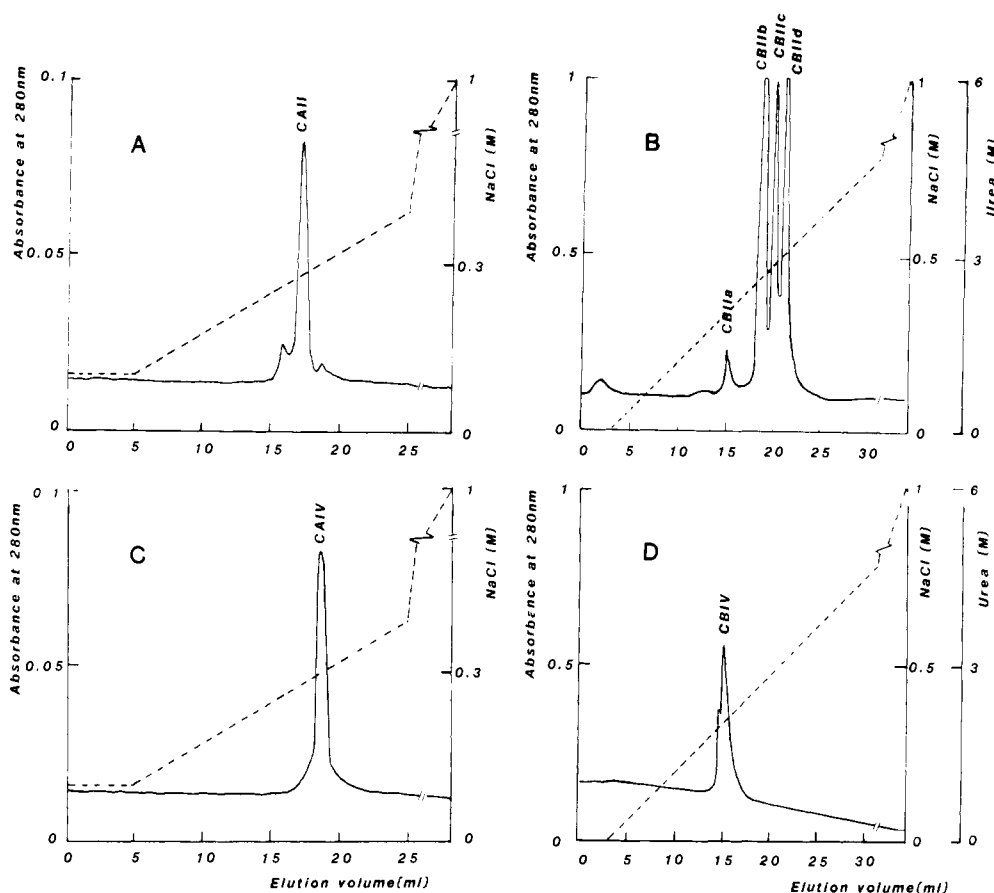 A
Absorbance at 280nm
0.1
0.05
0
CAII
1
0.3
0
NaCl (M)
0 5 10 15 20 25
B
Absorbance at 280nm
1
0.5
0
CBIIa
CBIIb
CBIIc
CBIId
1
0.5
0
NaCl (M)
6
3
0
Urea (M)
0 5 10 15 20 25 30
C
Absorbance at 280nm
0 1
0.05
0
CAIV
1
0.3
0
NaCl (M)
0 5 10 15 20 25
Elution volume(ml)
D
Absorbance at 280nm
1
0.5
0
CBIV
1
0.5
0
NaCl (M)
6
3
0
Urea (M)
0 5 10 15 20 25 30
Elution volume(ml)